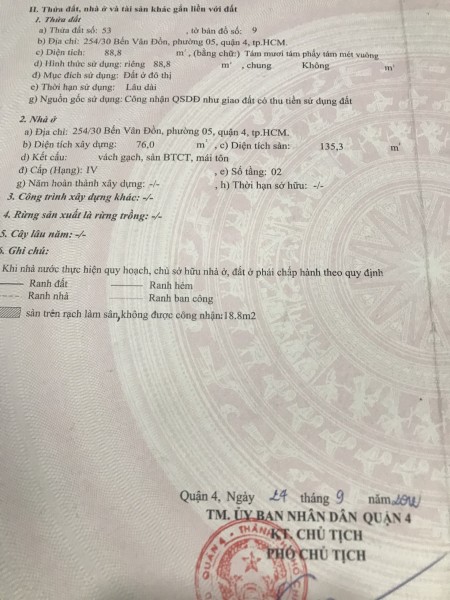 II. Thửa đất, nhà ở và tài sản khác gắn liền với đất
1. Thửa đất
a) Thửa đất số: 53 , tờ bản đồ số: 9
b) Địa chỉ: 254/30 Bến Vân Đồn, phường 05, quận 4, tp.HCM.
c) Diện tích: 88,8 m², (bằng chữ:) Tám mươi tám phẩy tám mét vuông
d) Hình thức sử dụng: riêng 88,8 m², chung Không m²
đ) Mục đích sử dụng: Đất ở đô thị
e) Thời hạn sử dụng: Lâu dài
g) Nguồn gốc sử dụng: Công nhận QSDĐ như giao đất có thu tiền sử dụng đất
2. Nhà ở
a) Địa chỉ: 254/30 Bến Vân Đồn, phường 05, quận 4, tp.HCM.
b) Diện tích xây dựng: 76,0 m², c) Diện tích sàn: 135,3 m²
d) Kết cấu: vách gạch, sàn BTCT, mái tôn
đ) Cấp (Hạng): IV , e) Số tầng: 02
g) Năm hoàn thành xây dựng: -/- , h) Thời hạn sở hữu: -/-
3. Công trình xây dựng khác: -/-
4. Rừng sản xuất là rừng trồng: -/-
5. Cây lâu năm: -/-
6. Ghi chú:
Khi nhà nước thực hiện quy hoạch, chủ sở hữu nhà ở, đất ở phải chấp hành theo quy định
Ranh đất Ranh hẻm
Ranh nhà Ranh ban công
sàn trên rạch làm sân, không được công nhận:18.8m2
Quận 4, Ngày 27 tháng 9 năm
TM. ỦY BAN NHÂN DÂN QUẬN 4
KT. CHỦ TỊCH
PHÓ CHỦ TỊCH
QUẬN 4 - THÀNH